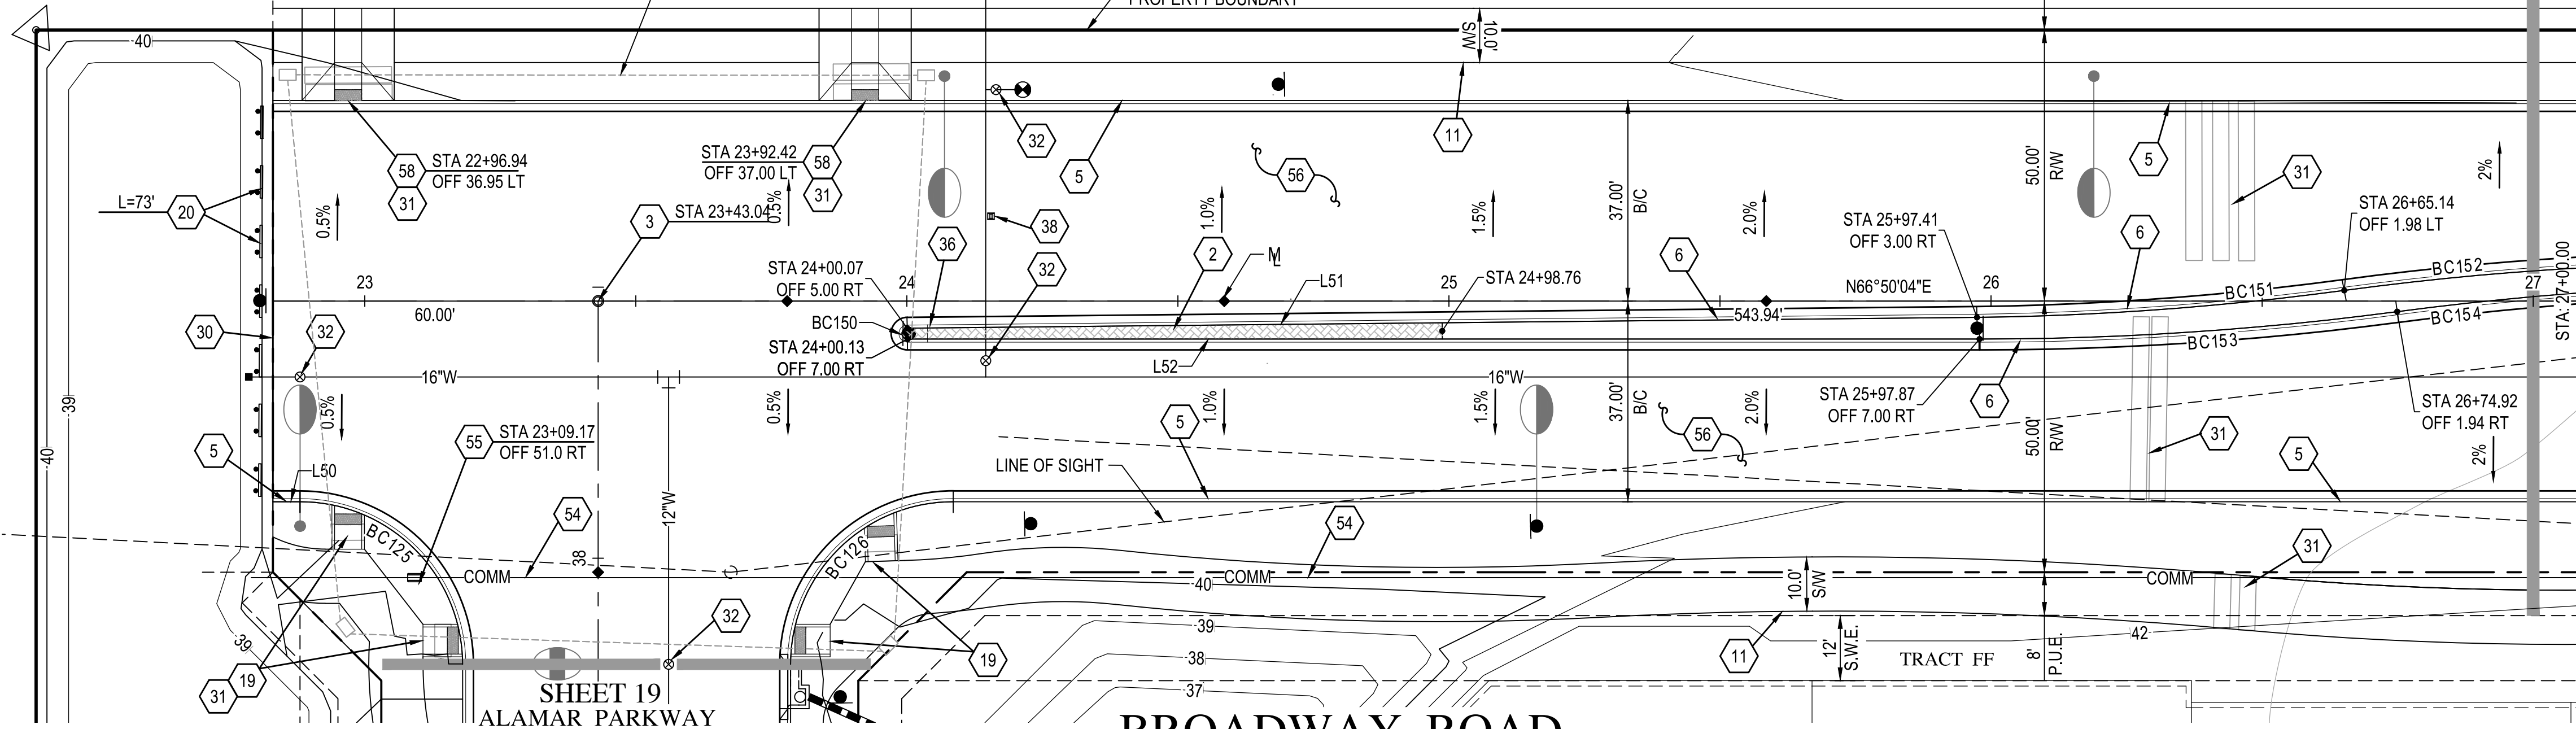 PROPERTY BOUNDARY
40
10.0'
S/W
32
11
5
58
STA 22+96.94
OFF 36.95 LT
31
STA 23+92.42
OFF 37.00 LT
58
31
56
37.00'
B/C
50.00'
R/W
5
31
2%
L=73'
20
0.5%
3
STA 23+43.04
0.5%
38
1.0%
1.5%
2.0%
STA 25+97.41
OFF 3.00 RT
STA 26+65.14
OFF 1.98 LT
36
2
6
6
32
STA 24+00.07
OFF 5.00 RT
L51
STA 24+98.76
23
24
25
26
27
N66°50'04"E
BC151
BC152
60.00'
543.94'
BC154
BC153
STA: 27+00.00
30
32
BC150
STA 24+00.13
OFF 7.00 RT
L52
16"W
16"W
39
40
0.5%
0.5%
1.0%
1.5%
2.0%
37.00'
B/C
STA 25+97.87
OFF 7.00 RT
6
STA 26+74.92
OFF 1.94 RT
5
55
STA 23+09.17
OFF 51.0 RT
5
56
50.00'
R/W
31
5
2%
L50
LINE OF SIGHT
54
12"W
54
31
BC125
38
BC126
COMM
COMM
COMM
40
10.0'
S/W
39
32
39
42
19
31
19
38
11
12'
S.W.E.
TRACT FF
8'
P.U.E.
37
SHEET 19
ALAMAR PARKWAY
BROADWAY ROAD